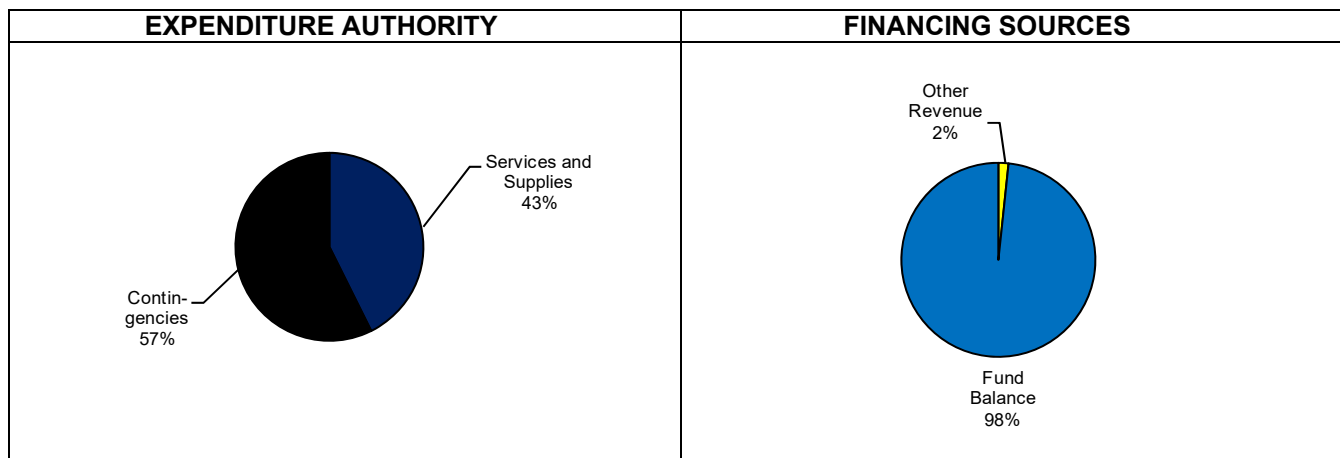 EXPENDITURE AUTHORITY
Services and
Supplies
43%
Contin-
gencies
57%
FINANCING SOURCES
Other
Revenue
2%
Fund
Balance
98%